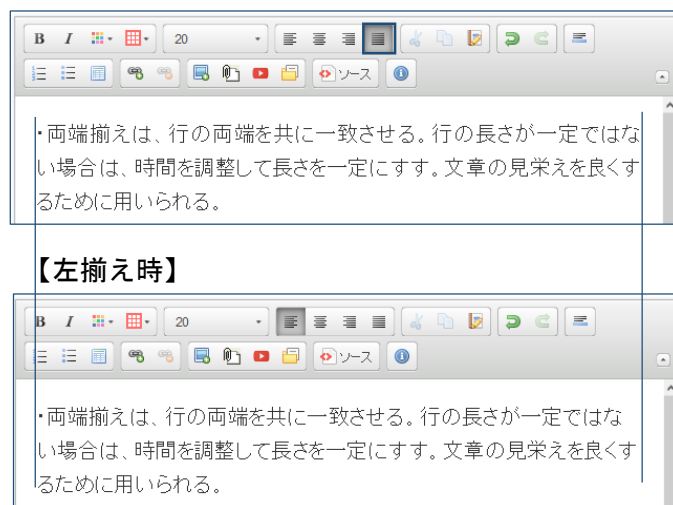 B I 20 ソース
・両端揃えは、行の両端を共に一致させる。行の長さが一定ではな
い場合は、時間を調整して長さを一定にすす。文章の見栄えを良くす
るために用いられる。
【左揃え時】
B I 20 ソース
・両端揃えは、行の両端を共に一致させる。行の長さが一定ではな
い場合は、時間を調整して長さを一定にすす。文章の見栄えを良くす
るために用いられる。